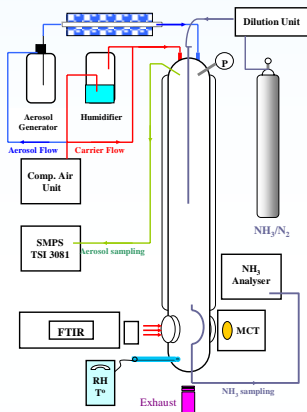 Dilution Unit
P
Aerosol
Generator
Humidifier
Aerosol Flow
Carrier Flow
Comp. Air
Unit
NH3/N2
SMPS
TSI 3081
Aerosol sampling
NH3
Analyser
FTIR
MCT
RH
T°
NH3 sampling
Exhaust